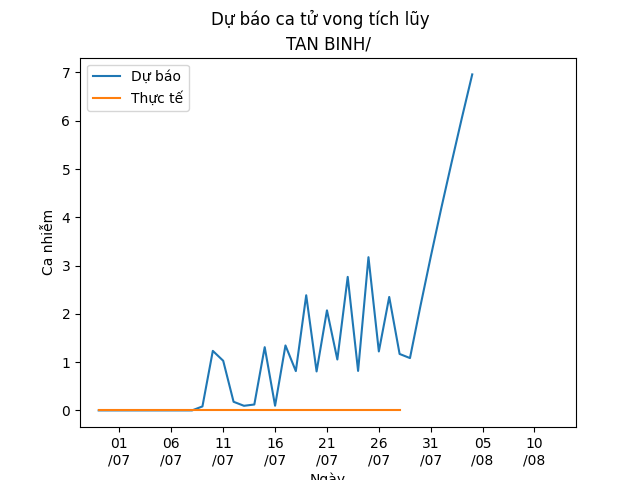 Dự báo ca tử vong tích lũy
TAN BINH/
Dự báo
Thực tế
Ca nhiễm
7
6
5
4
3
2
1
0
01 06 11 16 21 26 31 05 10
/07 /07 /07 /07 /07 /07 /07 /08 /08
Ngày